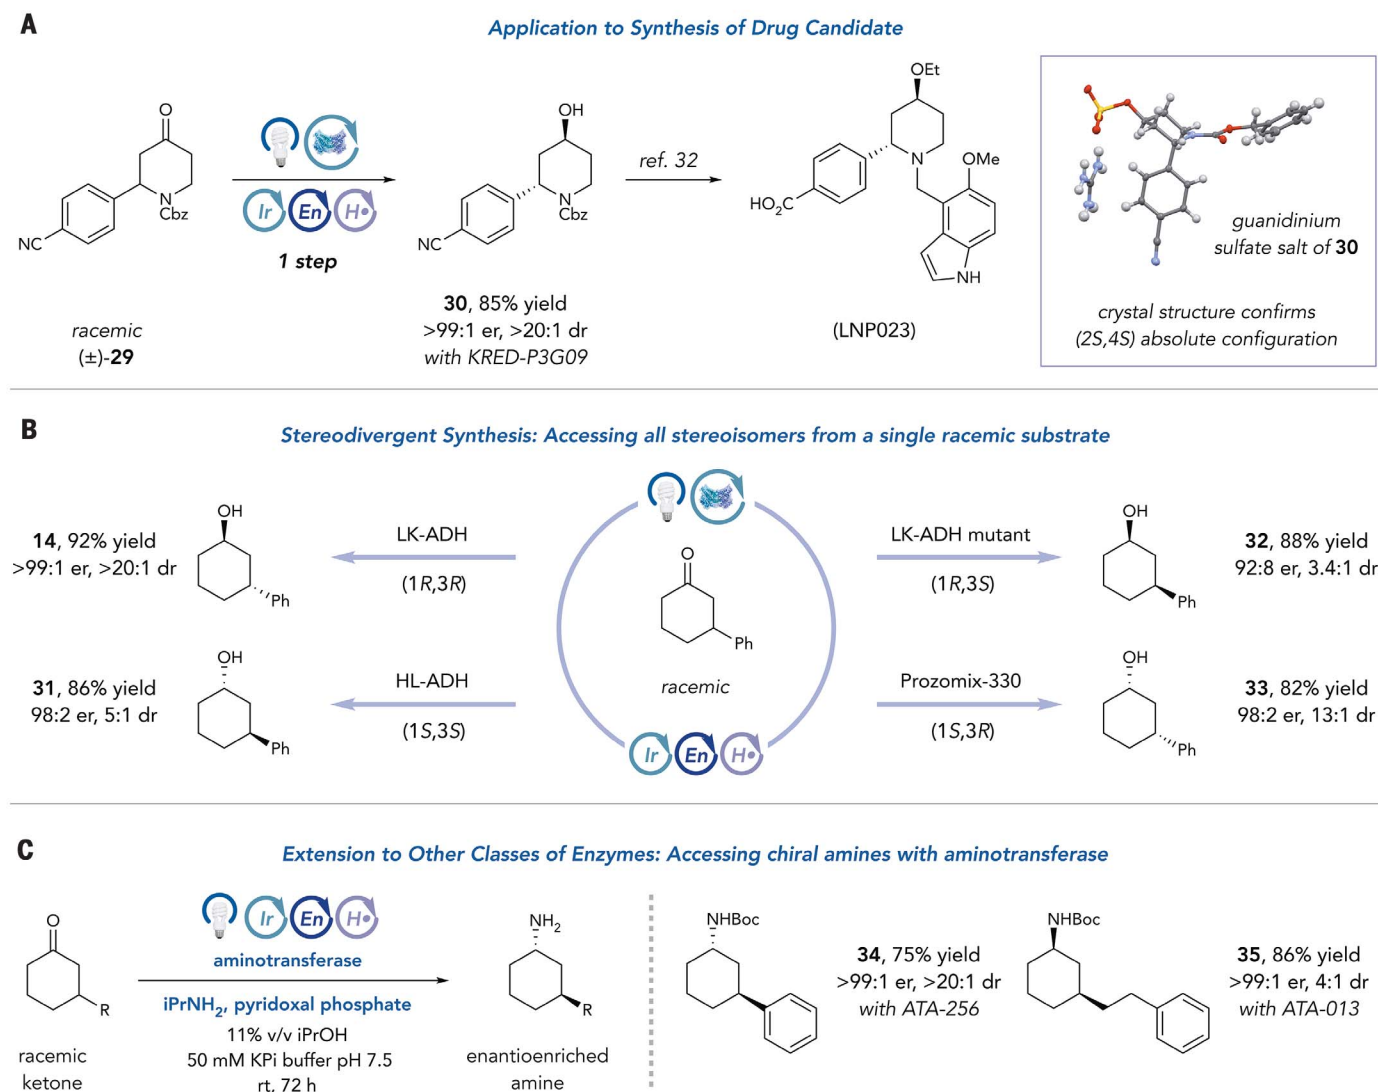 A
Application to Synthesis of Drug Candidate
O
N
Cbz
NC
racemic
(±)-29
Ir En H•
1 step
OH
N
Cbz
NC
30, 85% yield
>99:1 er, >20:1 dr
with KRED-P3G09
ref. 32
OEt
N
OMe
HO2C
NH
(LNP023)
guanidinium
sulfate salt of 30
crystal structure confirms
(2S,4S) absolute configuration
B
Stereodivergent Synthesis: Accessing all stereoisomers from a single racemic substrate
14, 92% yield
>99:1 er, >20:1 dr
OH
Ph
LK-ADH
(1R,3R)
31, 86% yield
98:2 er, 5:1 dr
OH
Ph
HL-ADH
(1S,3S)
O
Ph
racemic
Ir En H•
LK-ADH mutant
(1R,3S)
OH
Ph
32, 88% yield
92:8 er, 3.4:1 dr
Prozomix-330
(1S,3R)
OH
Ph
33, 82% yield
98:2 er, 13:1 dr
C
Extension to Other Classes of Enzymes: Accessing chiral amines with aminotransferase
O
R
racemic
ketone
Ir En H•
aminotransferase
iPrNH2, pyridoxal phosphate
11% v/v iPrOH
50 mM KPi buffer pH 7.5
rt, 72 h
NH2
R
enantioenriched
amine
NHBoc
34, 75% yield
>99:1 er, >20:1 dr
with ATA-256
NHBoc
35, 86% yield
>99:1 er, 4:1 dr
with ATA-013